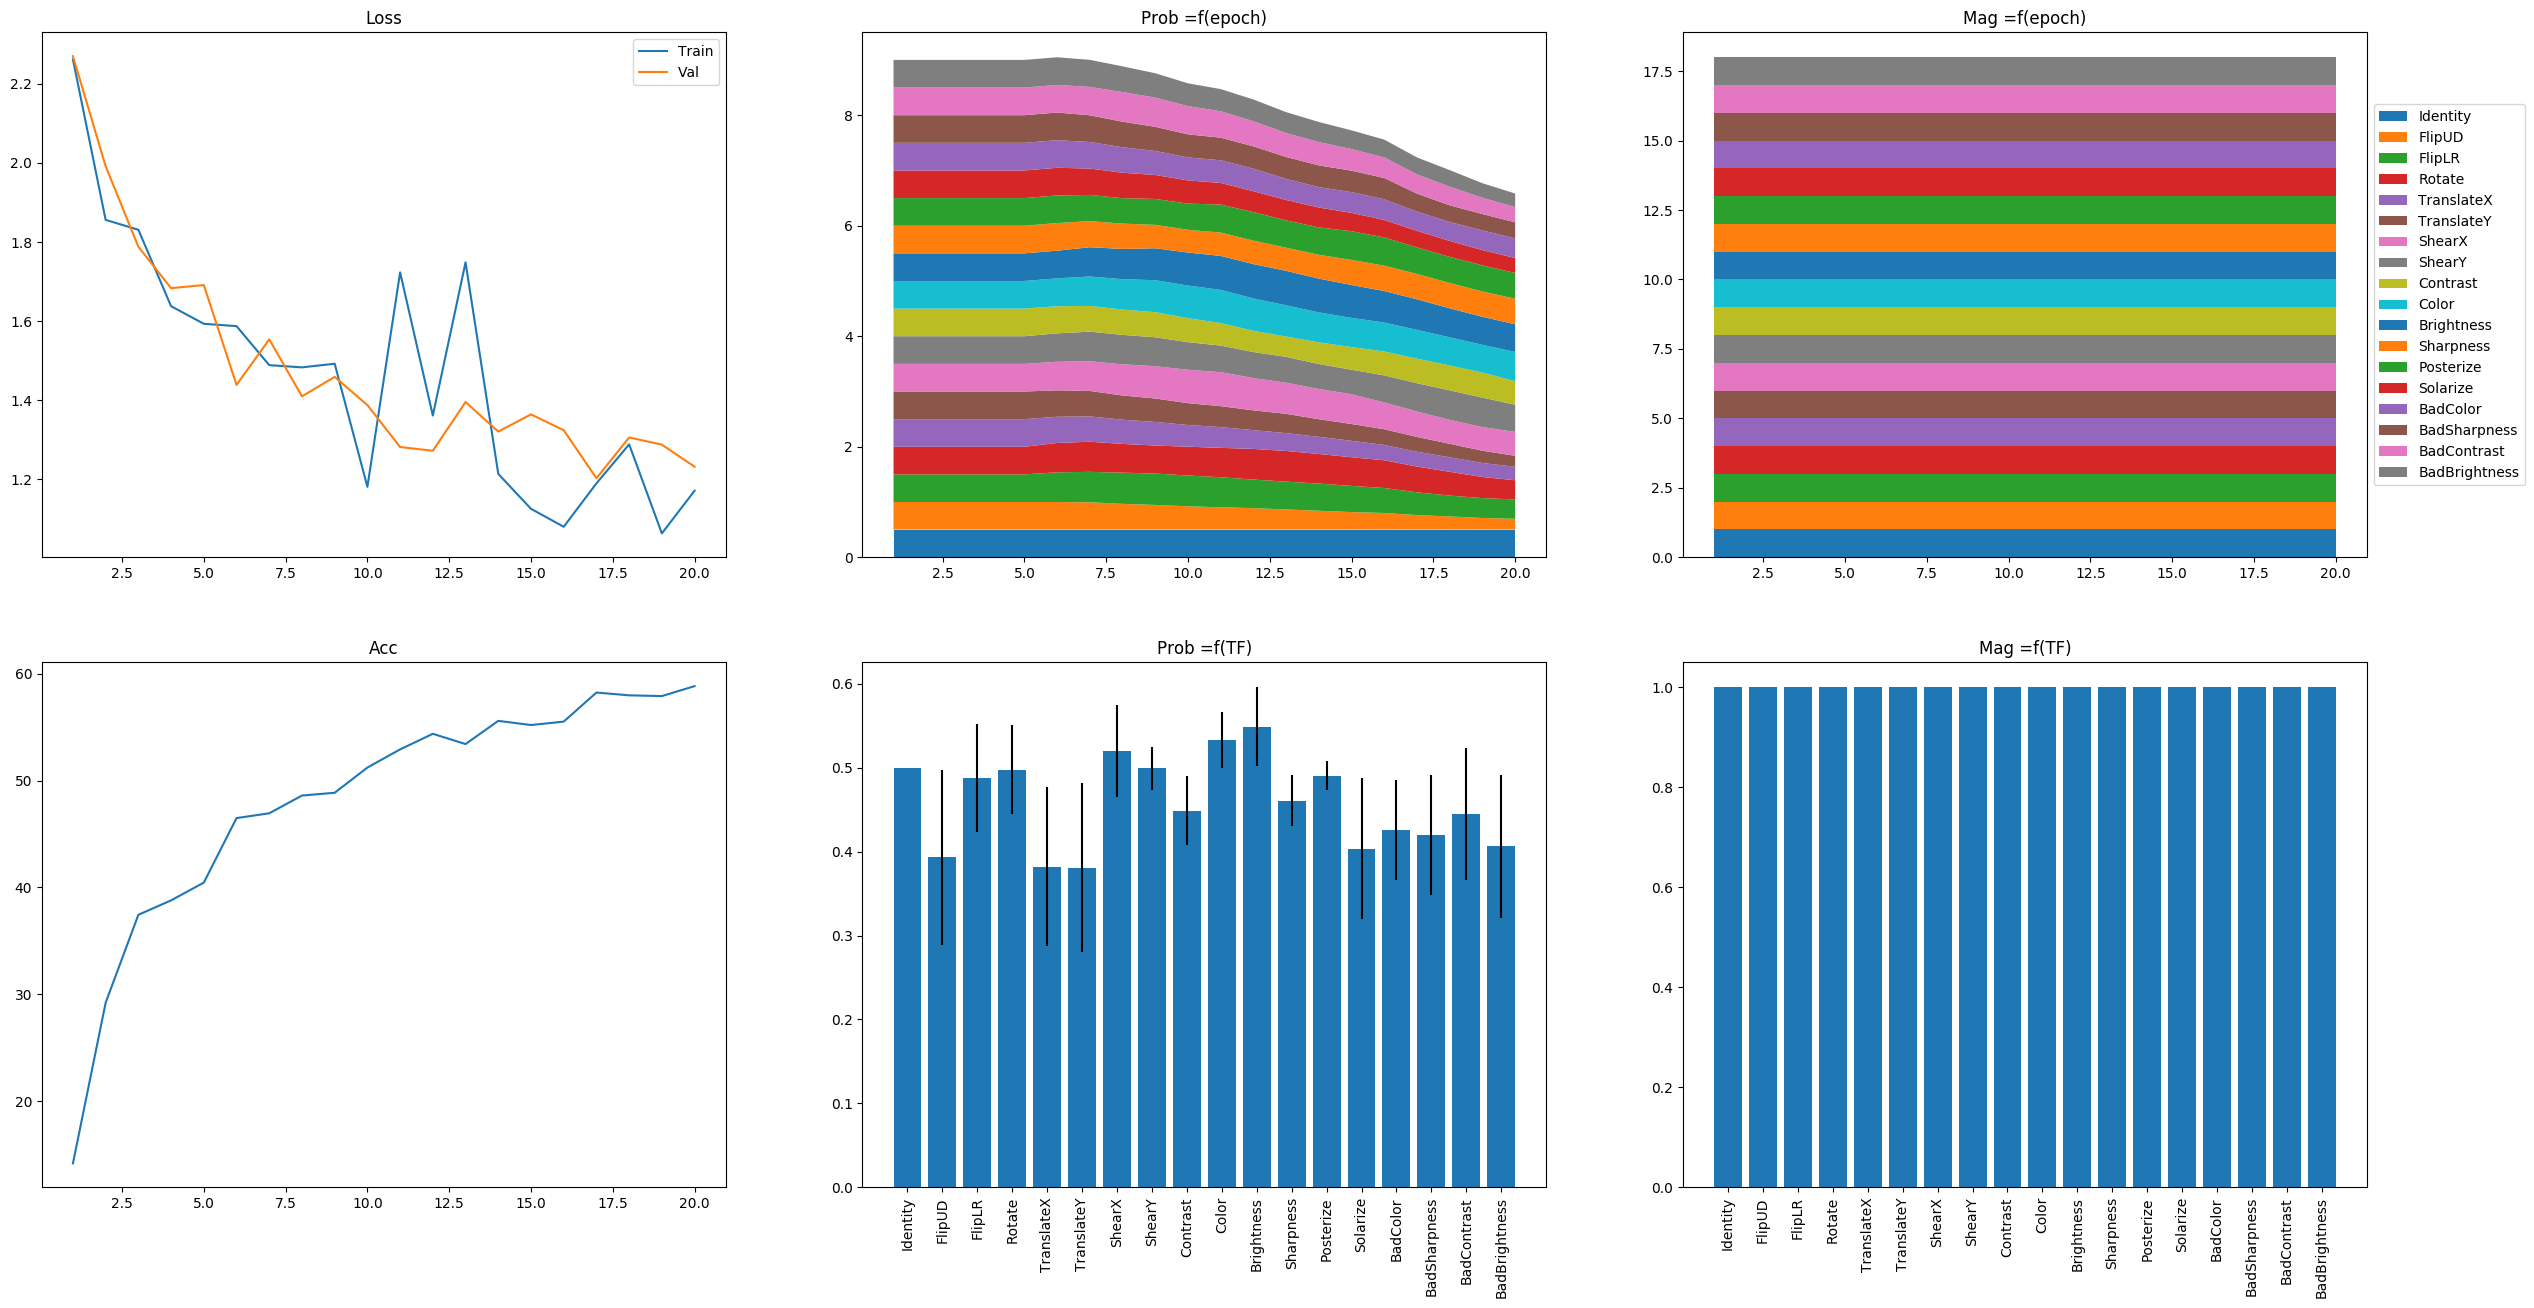 Loss
Train
Val
2.2
2.0
1.8
1.6
1.4
1.2
2.5 5.0 7.5 10.0 12.5 15.0 17.5 20.0
Prob =f(epoch)
8
6
4
2
0
2.5 5.0 7.5 10.0 12.5 15.0 17.5 20.0
Mag =f(epoch)
17.5
15.0
12.5
10.0
7.5
5.0
2.5
0.0
2.5 5.0 7.5 10.0 12.5 15.0 17.5 20.0
Identity
FlipUD
FlipLR
Rotate
TranslateX
TranslateY
ShearX
ShearY
Contrast
Color
Brightness
Sharpness
Posterize
Solarize
BadColor
BadSharpness
BadContrast
BadBrightness
Acc
60
50
40
30
20
2.5 5.0 7.5 10.0 12.5 15.0 17.5 20.0
Prob =f(TF)
0.6
0.5
0.4
0.3
0.2
0.1
0.0
Identity
FlipUD
FlipLR
Rotate
TranslateX
TranslateY
ShearX
ShearY
Contrast
Color
Brightness
Sharpness
Posterize
Solarize
BadColor
BadSharpness
BadContrast
BadBrightness
Mag =f(TF)
1.0
0.8
0.6
0.4
0.2
0.0
Identity
FlipUD
FlipLR
Rotate
TranslateX
TranslateY
ShearX
ShearY
Contrast
Color
Brightness
Sharpness
Posterize
Solarize
BadColor
BadSharpness
BadContrast
BadBrightness